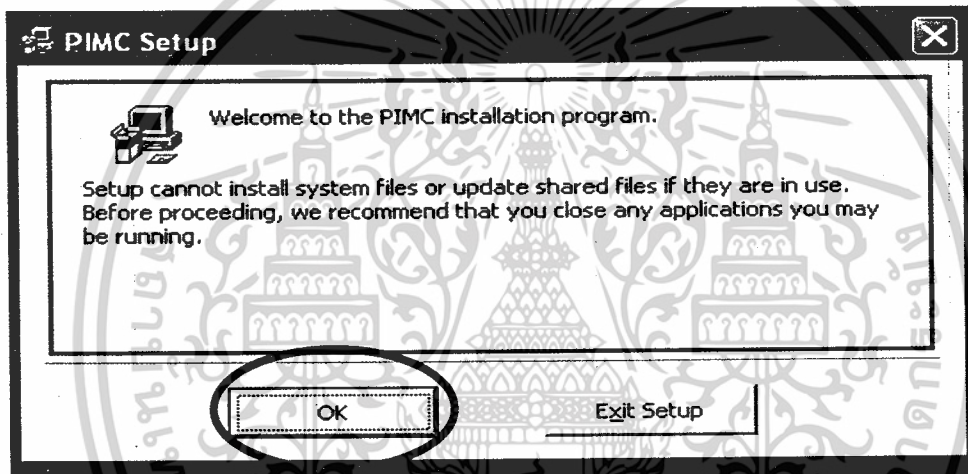 PIMC Setup
Welcome to the PIMC installation program.
Setup cannot install system files or update shared files if they are in use.
Before proceeding, we recommend that you close any applications you may
be running.
OK
Exit Setup